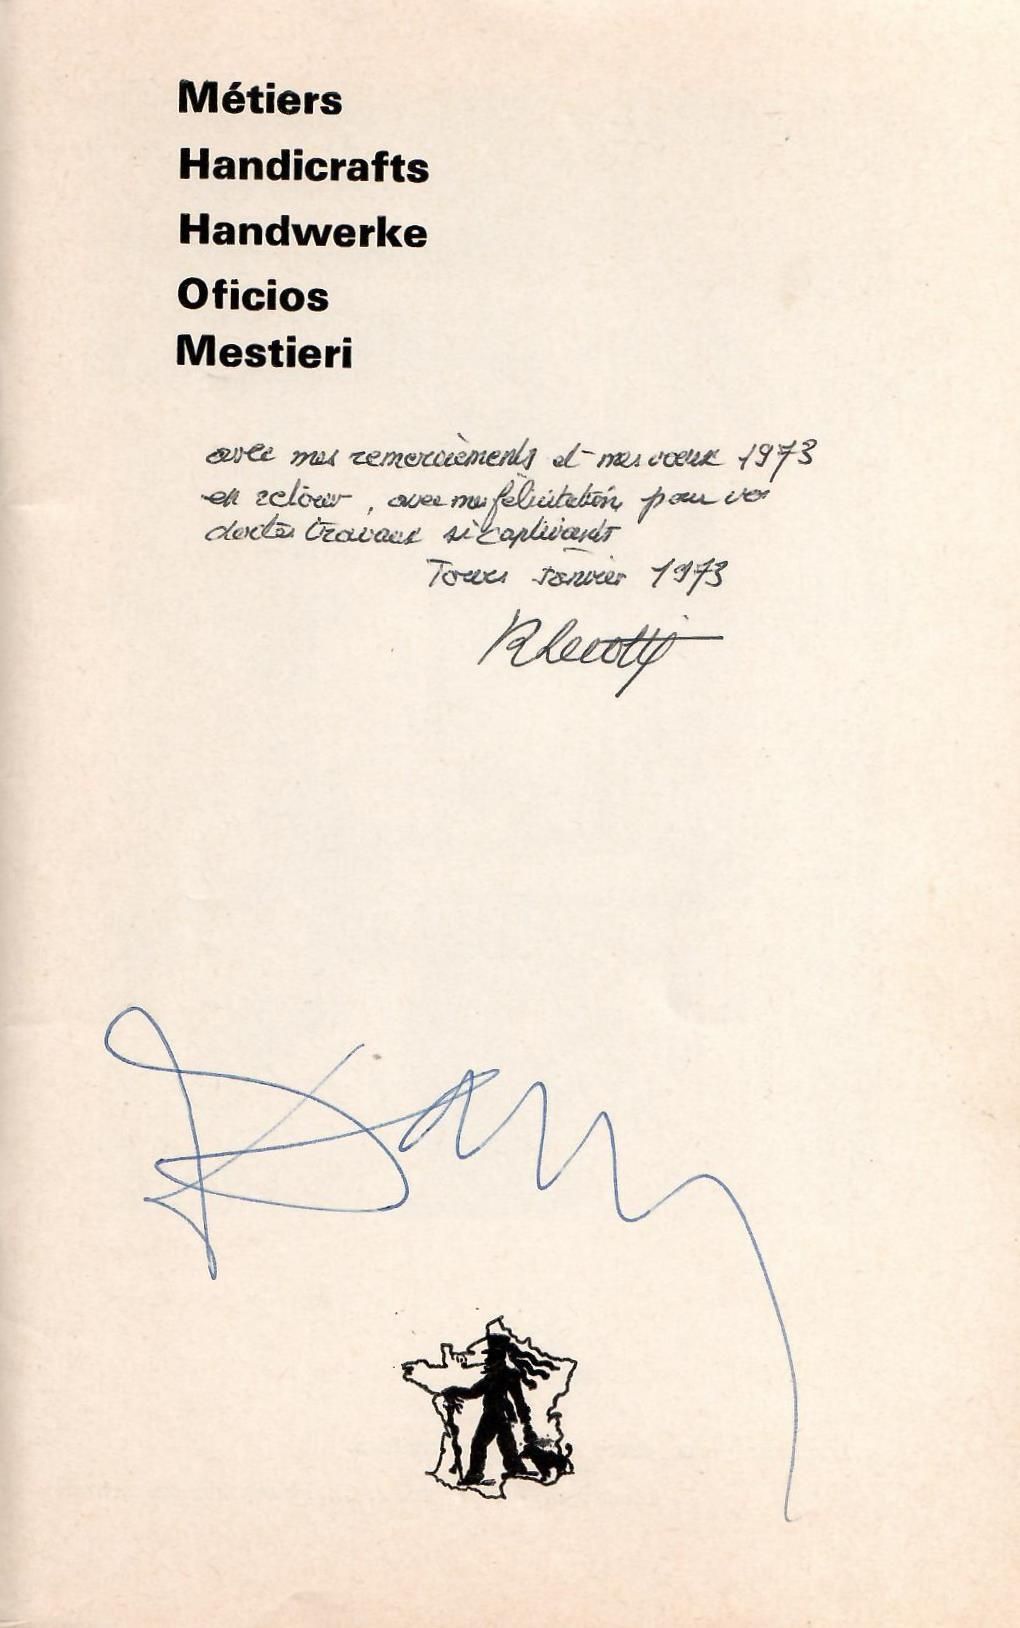 Métiers
Handicrafts
Handwerke
Oficios
Mestieri
avec mes remerciements et mes vœux 1973
en retour, avec mes félicitations pour vos
doctes travaux si captivants
Tours Janvier 1973